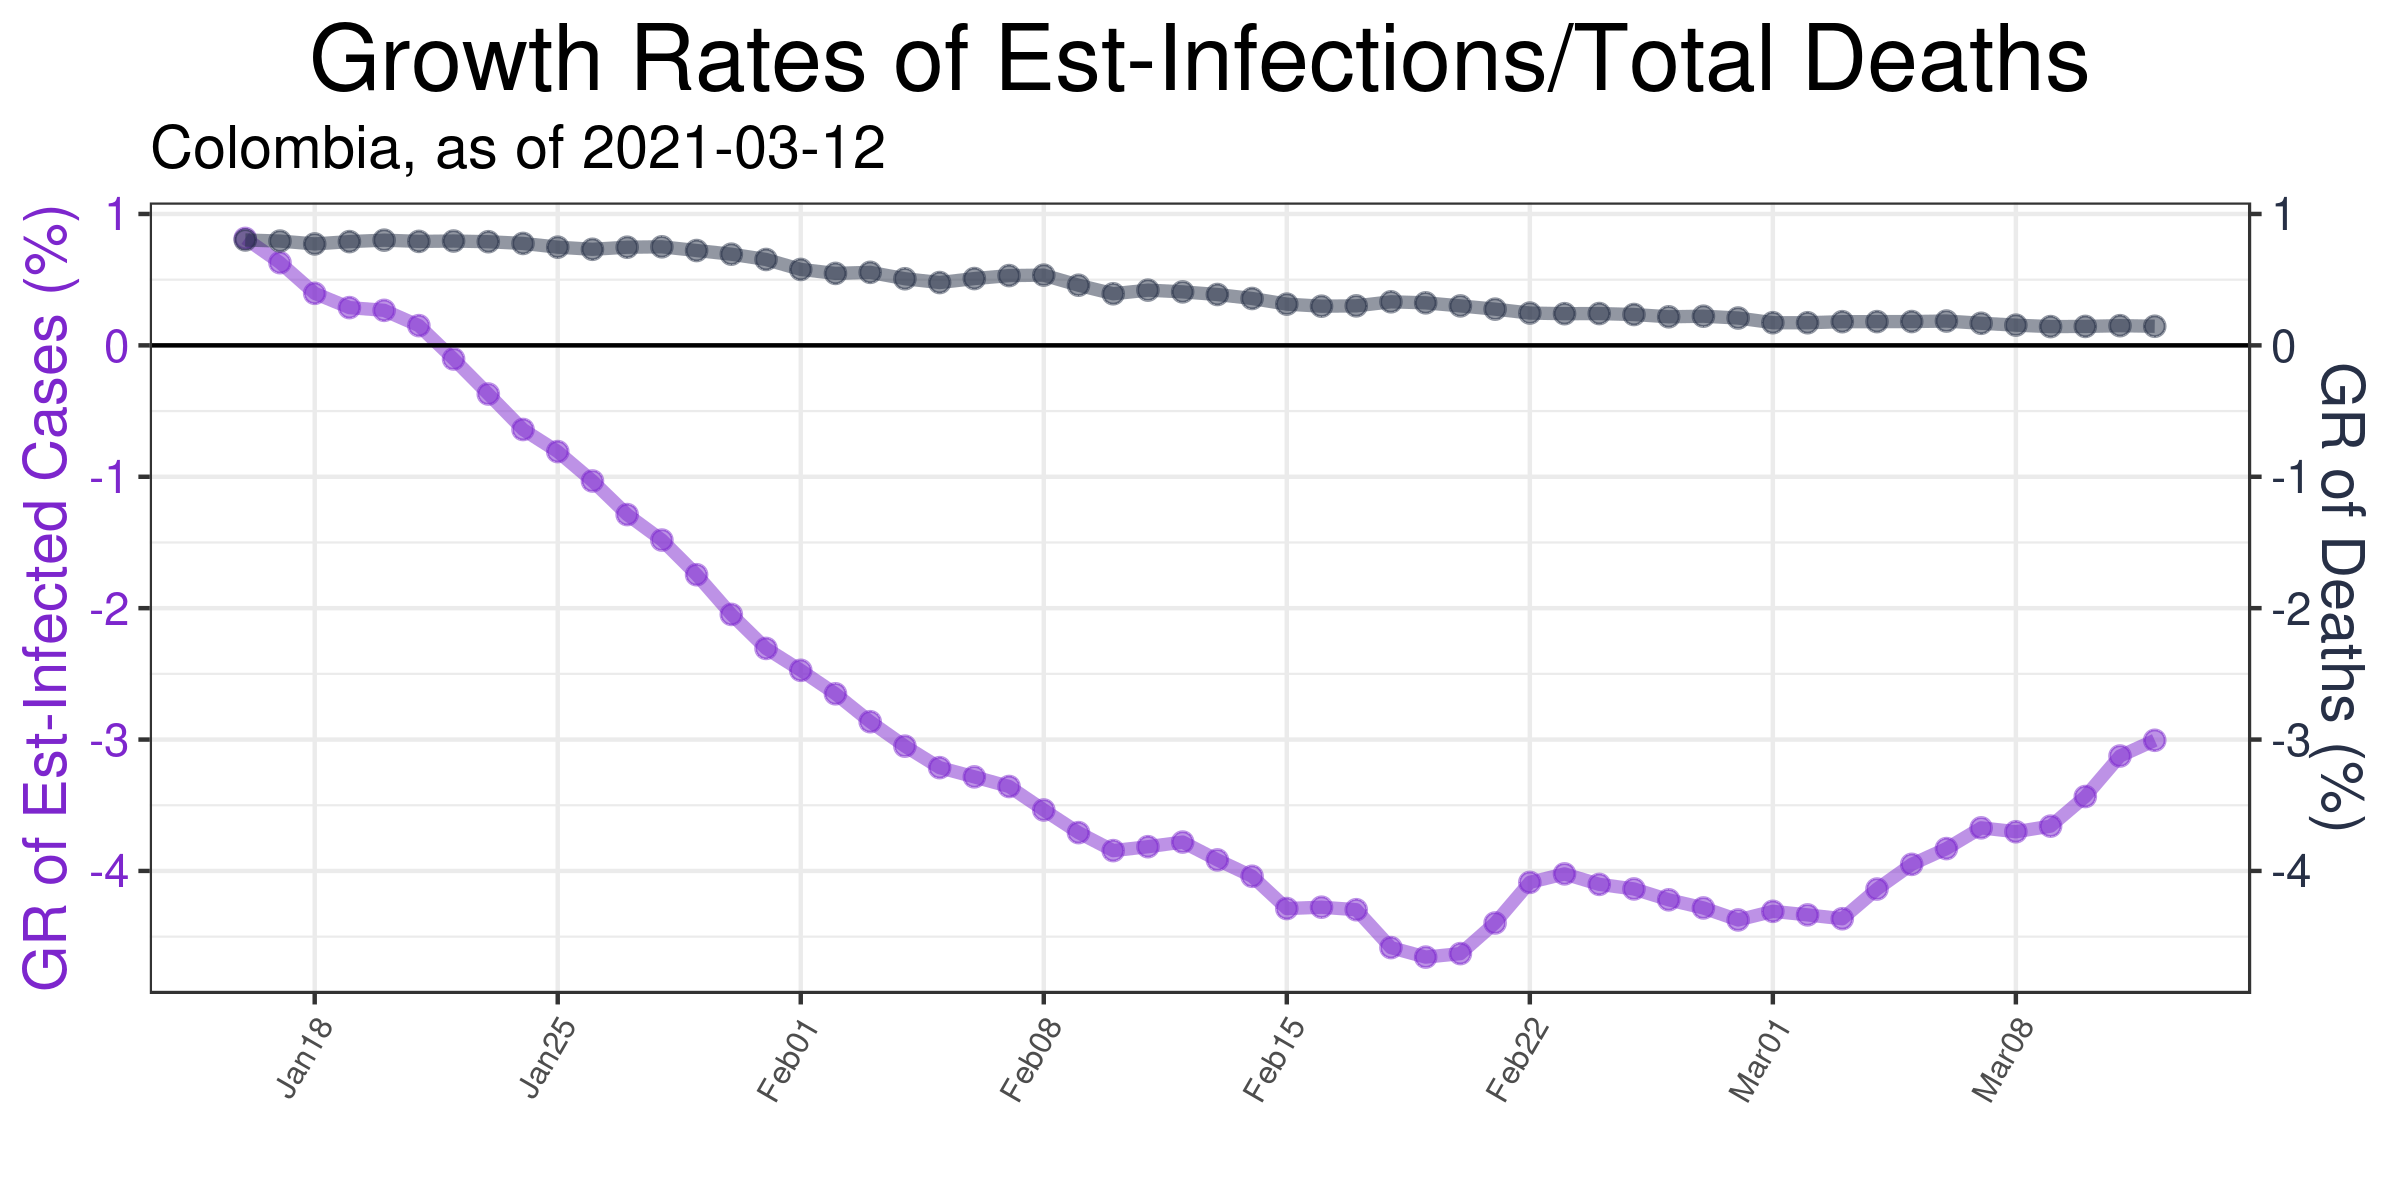 Growth Rates of Est-Infections/Total Deaths
Colombia, as of 2021-03-12
GR of Est-Infected Cases (%)
1
0
-1
-2
-3
-4
1
0
-1
-2
-3
-4
GR of Deaths (%)
Jan18
Jan25
Feb01
Feb08
Feb15
Feb22
Mar01
Mar08